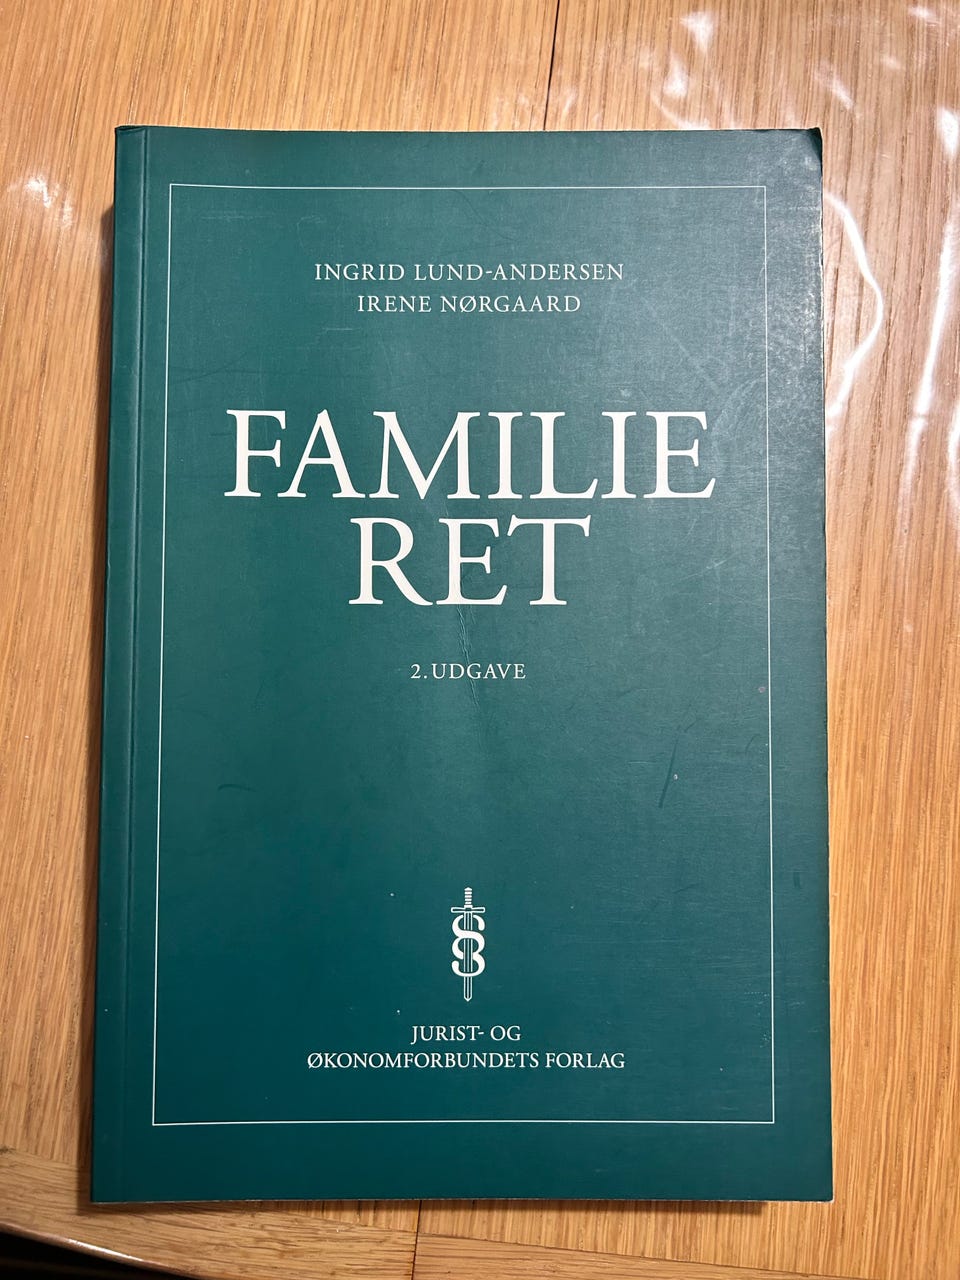 INGRID LUND-ANDERSEN
IRENE NØRGAARD
FAMILIE
RET
2. UDGAVE
JURIST- OG
ØKONOMFORBUNDETS FORLAG